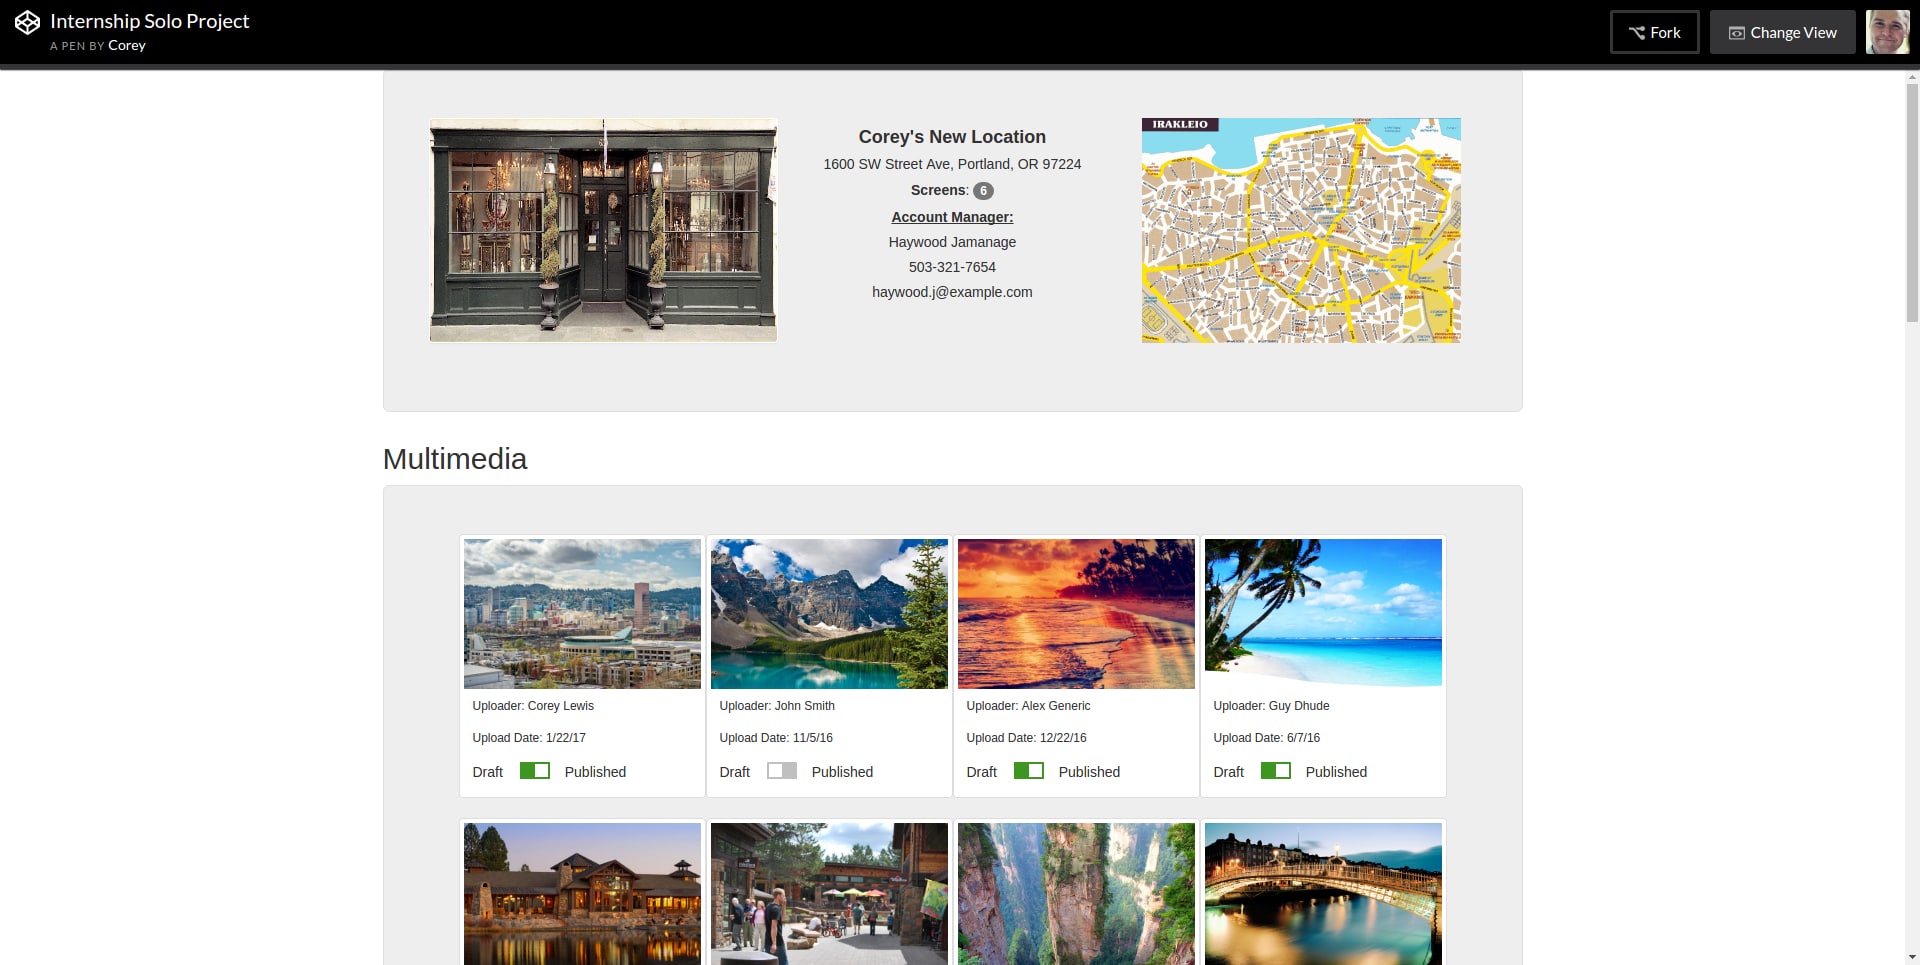 Internship Solo Project
A PEN BY Corey
Fork
Change View
Corey's New Location
1600 SW Street Ave, Portland, OR 97224
Screens: 6
Account Manager:
Haywood Jamanage
503-321-7654
haywood.j@example.com
IRAKLEIO
Multimedia
Uploader: Corey Lewis
Upload Date: 1/22/17
Draft Published
Uploader: John Smith
Upload Date: 11/5/16
Draft Published
Uploader: Alex Generic
Upload Date: 12/22/16
Draft Published
Uploader: Guy Dhude
Upload Date: 6/7/16
Draft Published